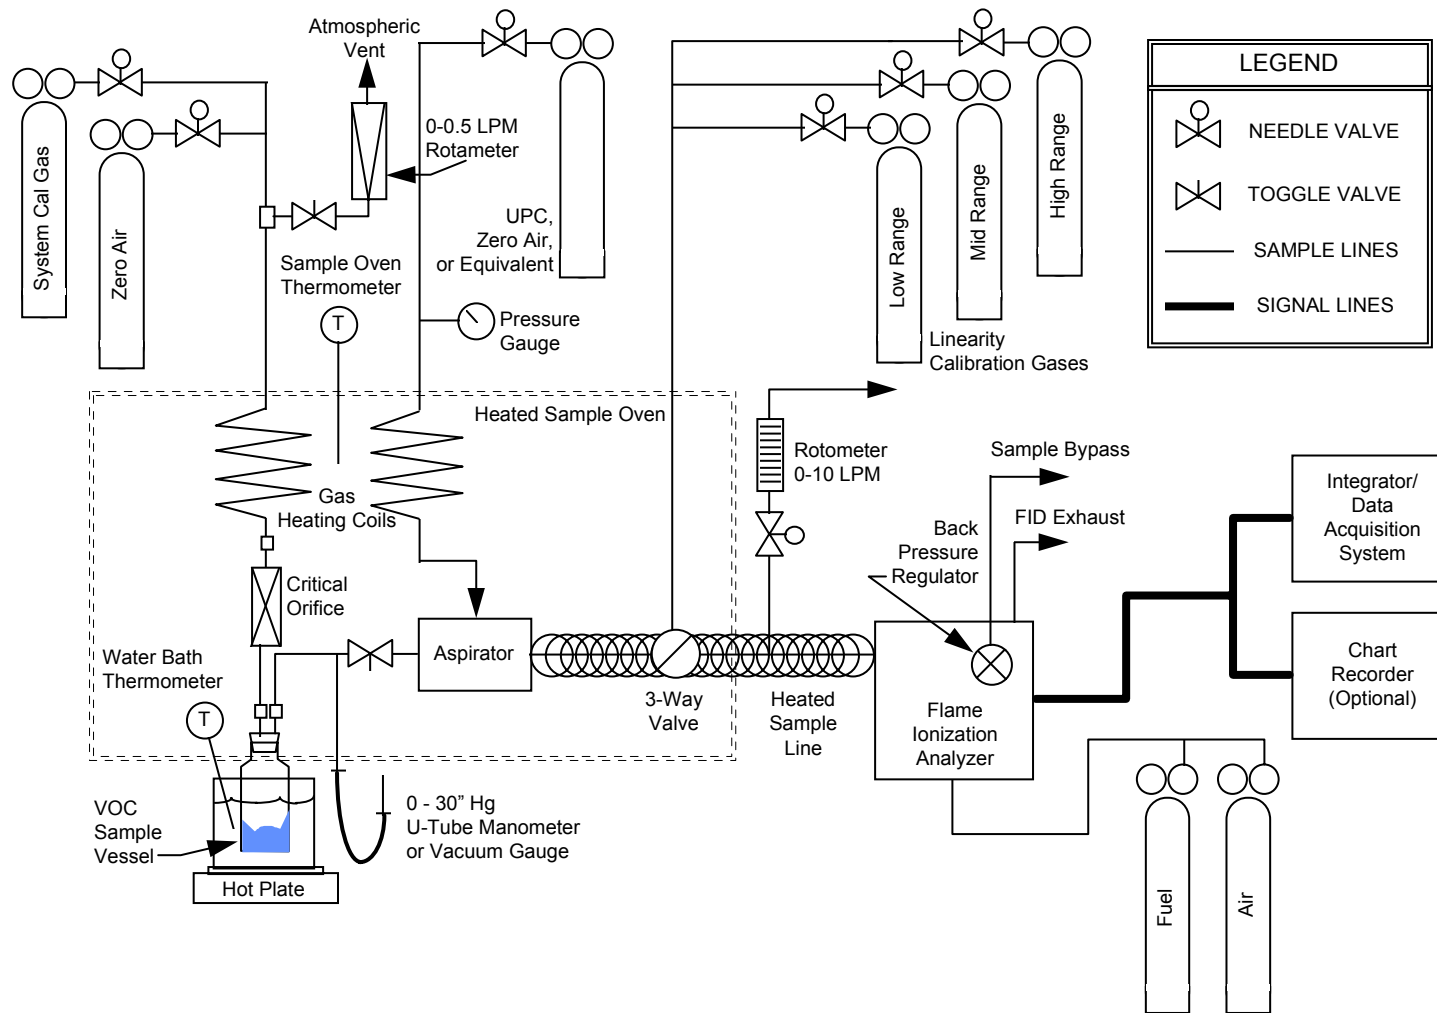 Atmospheric
Vent
0-0.5 LPM
Rotameter
System Cal Gas
Zero Air
UPC,
Zero Air,
or Equivalent
Sample Oven
Thermometer
T
Pressure
Gauge
Low Range
Mid Range
High Range
Linearity
Calibration Gases
LEGEND
NEEDLE VALVE
TOGGLE VALVE
SAMPLE LINES
SIGNAL LINES
Heated Sample Oven
Gas
Heating Coils
Critical
Orifice
Rotometer
0-10 LPM
Sample Bypass
FID Exhaust
Back
Pressure
Regulator
Integrator/
Data
Acquisition
System
Aspirator
3-Way
Valve
Heated
Sample
Line
Flame
Ionization
Analyzer
Chart
Recorder
(Optional)
Water Bath
Thermometer
T
VOC
Sample
Vessel
0 - 30” Hg
U-Tube Manometer
or Vacuum Gauge
Hot Plate
Fuel
Air